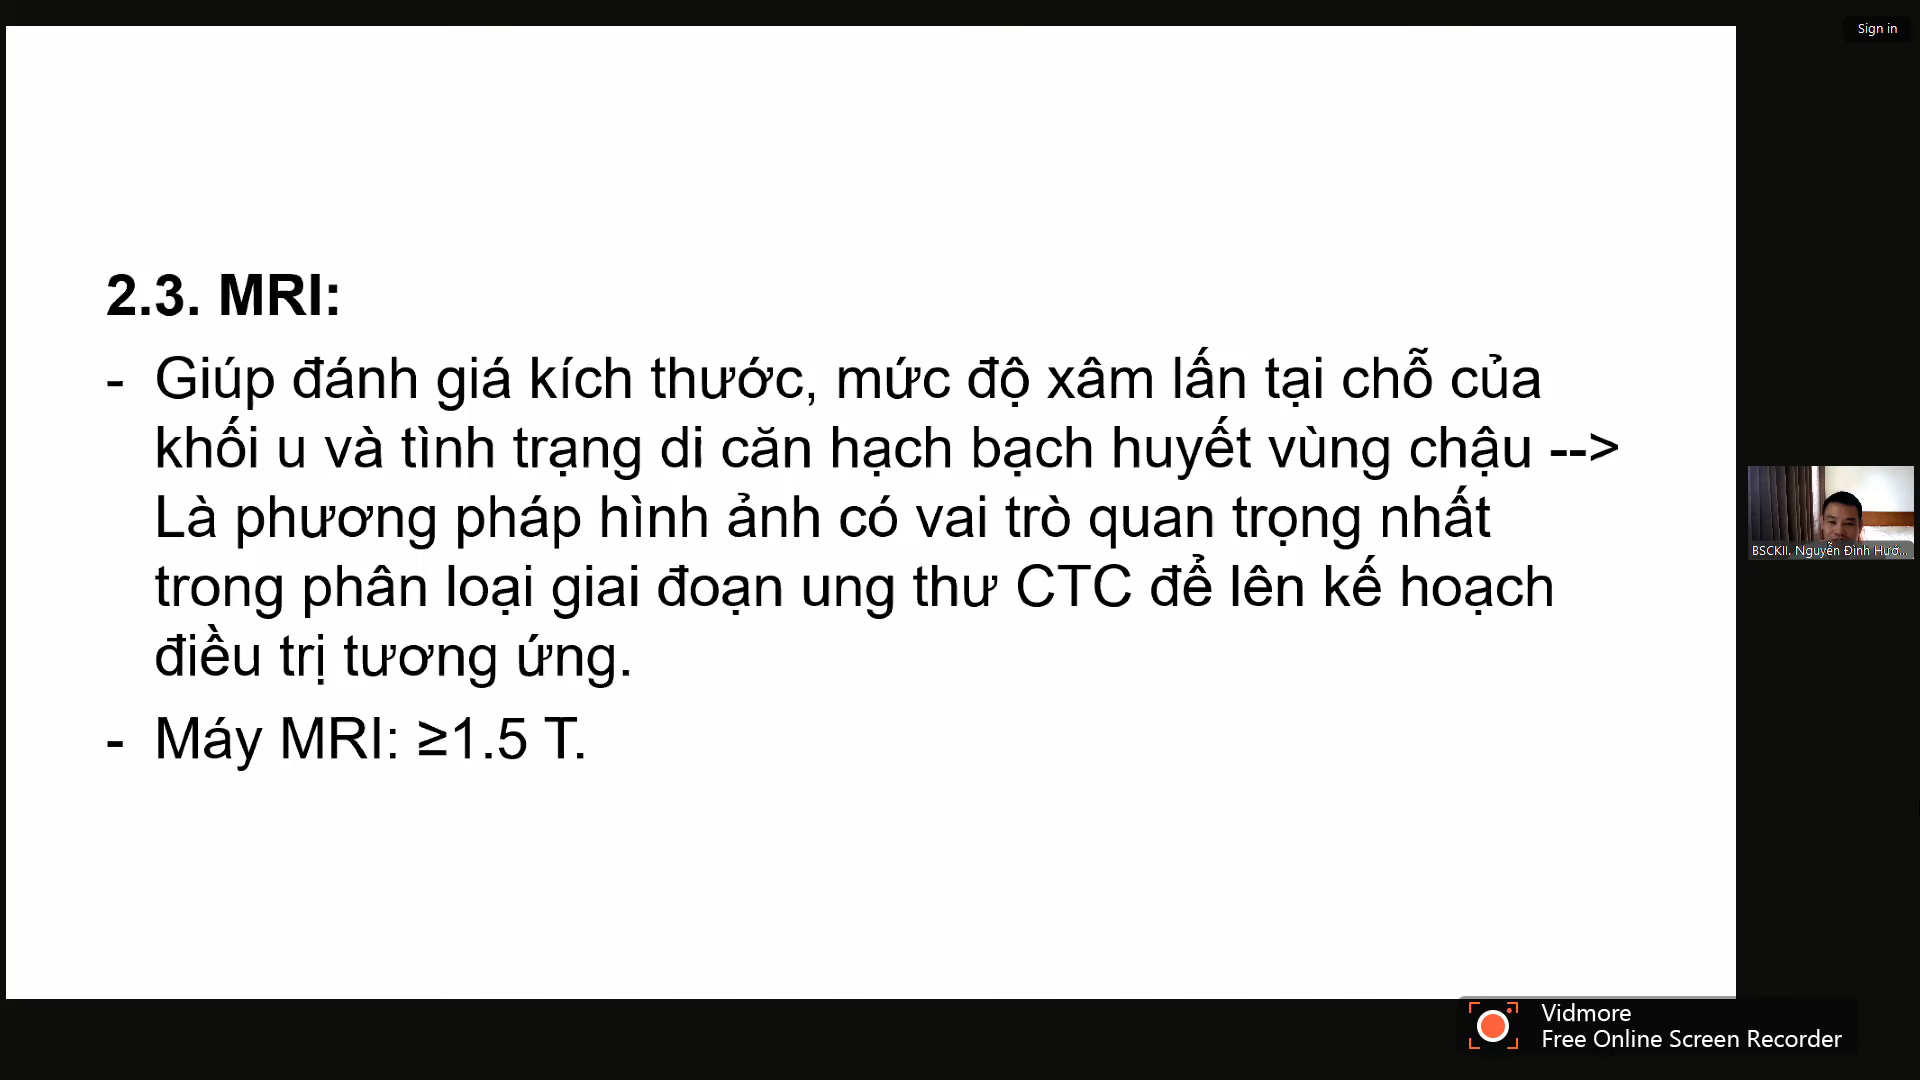 Sign in
2.3. MRI:
- Giúp đánh giá kích thước, mức độ xâm lấn tại chỗ của
khối u và tình trạng di căn hạch bạch huyết vùng chậu -->
Là phương pháp hình ảnh có vai trò quan trọng nhất
trong phân loại giai đoạn ung thư CTC để lên kế hoạch
điều trị tương ứng.
- Máy MRI: ≥1.5 T.
BSCKII. Nguyễn Đình Hướ...
Vidmore
Free Online Screen Recorder